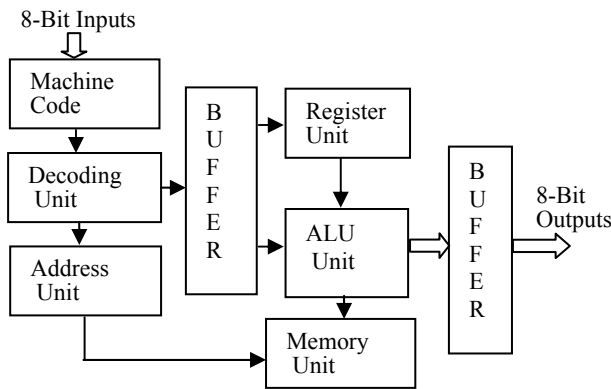 8-Bit Inputs
Machine
Code
Decoding
Unit
Address
Unit
B
U
F
F
E
R
Register
Unit
ALU
Unit
Memory
Unit
B
U
F
F
E
R
8-Bit
Outputs